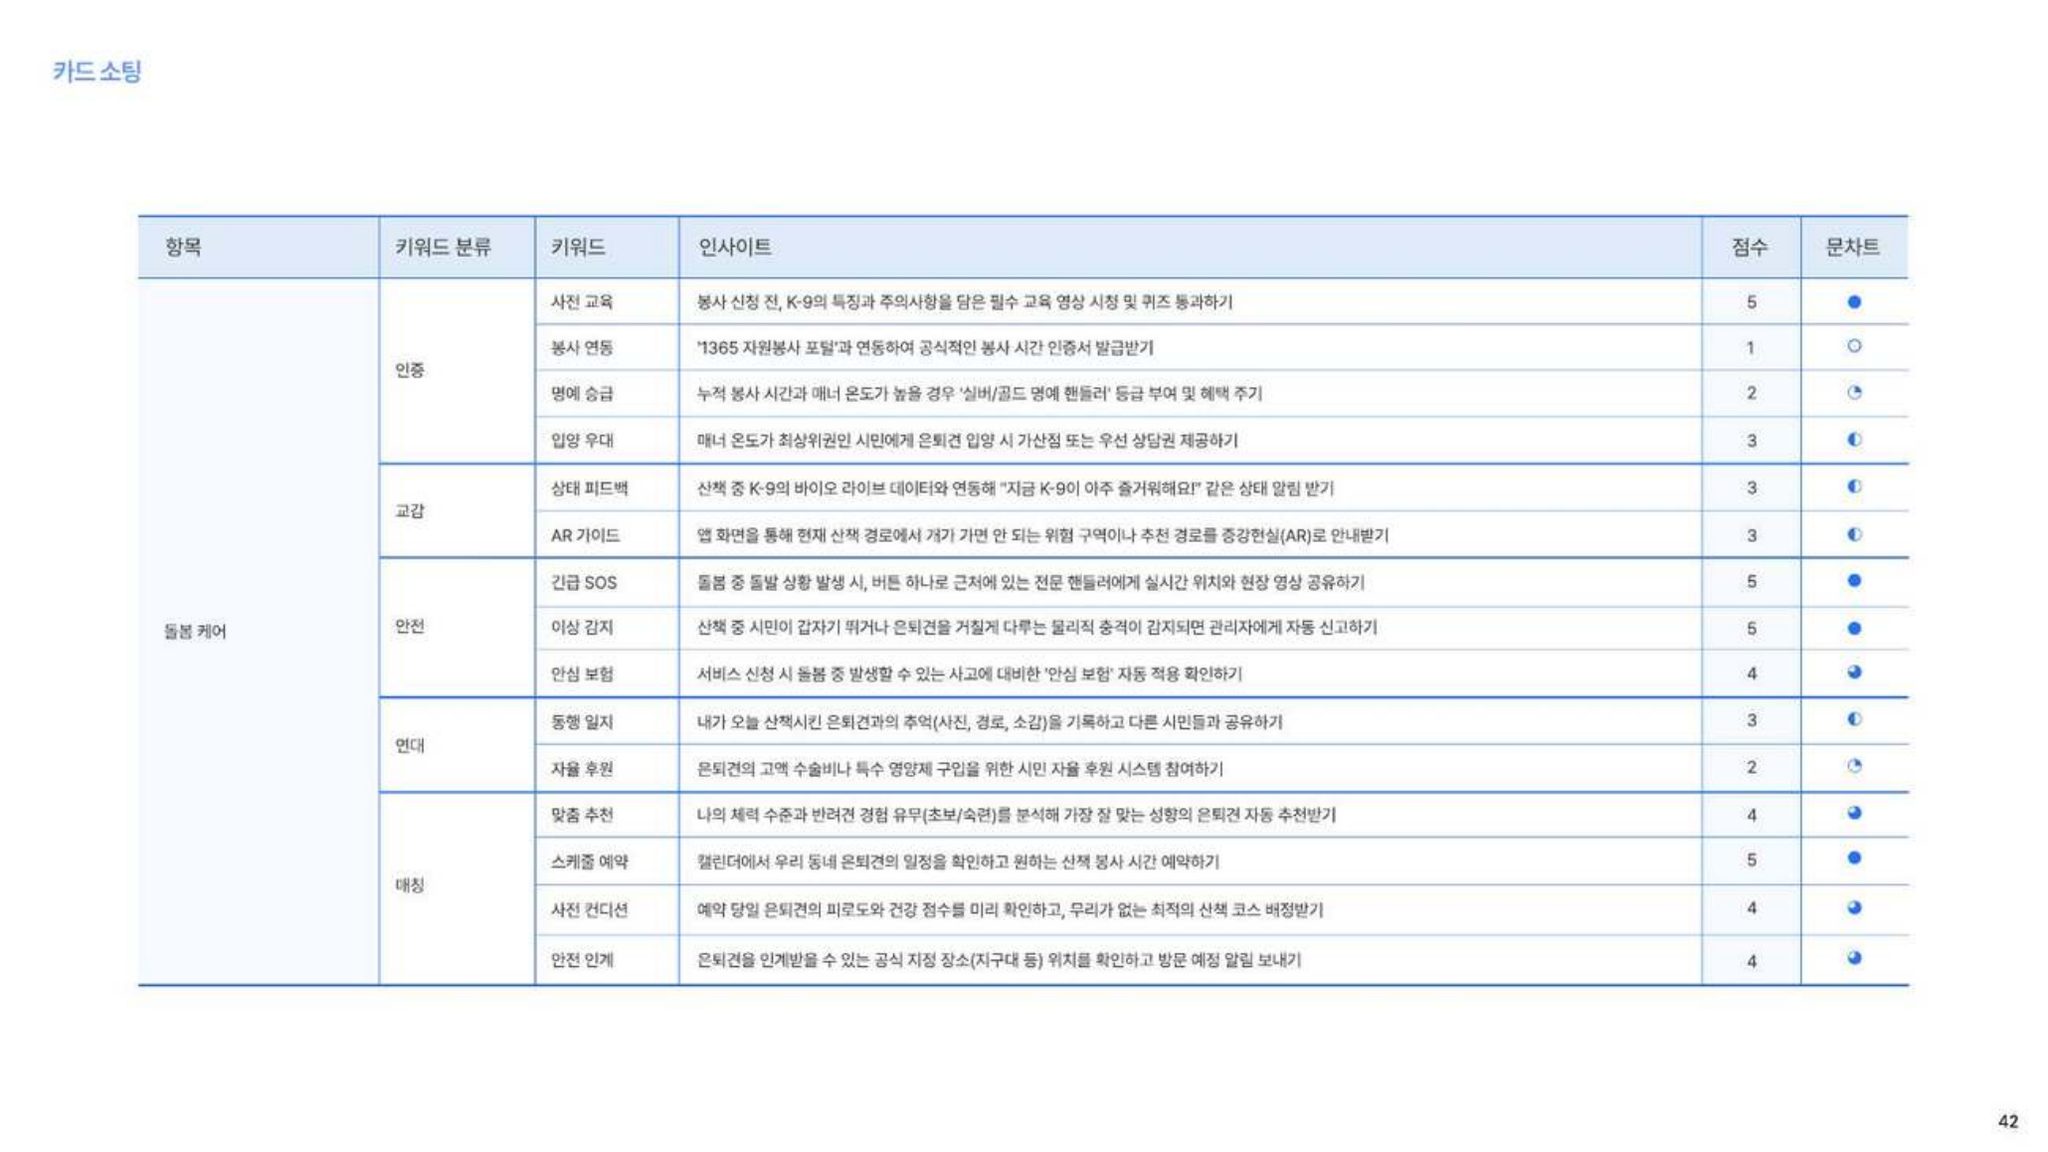 카드 소팅
항목 키워드 분류 키워드 인사이트 점수 문차트
사전 교육 봉사 신청 전, K-9의 특징과 주의사항을 담은 필수 교육 영상 시청 및 퀴즈 통과하기 5
봉사 연동 '1365 자원봉사 포털'과 연동하여 공식적인 봉사 시간 인증서 발급받기 1
인증
명예 승급 누적 봉사 시간과 매너 온도가 높을 경우 '실버/골드 명예 핸들러' 등급 부여 및 혜택 주기 2
입양 우대 매너 온도가 최상위권인 시민에게 은퇴견 입양 시 가산점 또는 우선 상담권 제공하기 3
상태 피드백 산책 중 K-9의 바이오 라이브 데이터와 연동해 "지금 K-9이 아주 즐거워해요!" 같은 상태 알림 받기 3
교감
AR 가이드 앱 화면을 통해 현재 산책 경로에서 개가 가면 안 되는 위험 구역이나 추천 경로를 증강현실(AR)로 안내받기 3
긴급 SOS 돌봄 중 돌발 상황 발생 시, 버튼 하나로 근처에 있는 전문 핸들러에게 실시간 위치와 현장 영상 공유하기 5
돌봄 케어 안전 이상 감지 산책 중 시민이 갑자기 뛰거나 은퇴견을 거칠게 다루는 물리적 충격이 감지되면 관리자에게 자동 신고하기 5
안심 보험 서비스 신청 시 돌봄 중 발생할 수 있는 사고에 대비한 '안심 보험' 자동 적용 확인하기 4
동행 일지 내가 오늘 산책시킨 은퇴견과의 추억(사진, 경로, 소감)을 기록하고 다른 시민들과 공유하기 3
연대
자율 후원 은퇴견의 고액 수술비나 특수 영양제 구입을 위한 시민 자율 후원 시스템 참여하기 2
맞춤 추천 나의 체력 수준과 반려견 경험 유무(초보/숙련)를 분석해 가장 잘 맞는 성향의 은퇴견 자동 추천받기 4
스케줄 예약 캘린더에서 우리 동네 은퇴견의 일정을 확인하고 원하는 산책 봉사 시간 예약하기 5
매칭
사전 컨디션 예약 당일 은퇴견의 피로도와 건강 점수를 미리 확인하고, 무리가 없는 최적의 산책 코스 배정받기 4
안전 인계 은퇴견을 인계받을 수 있는 공식 지정 장소(지구대 등) 위치를 확인하고 방문 예정 알림 보내기 4
42